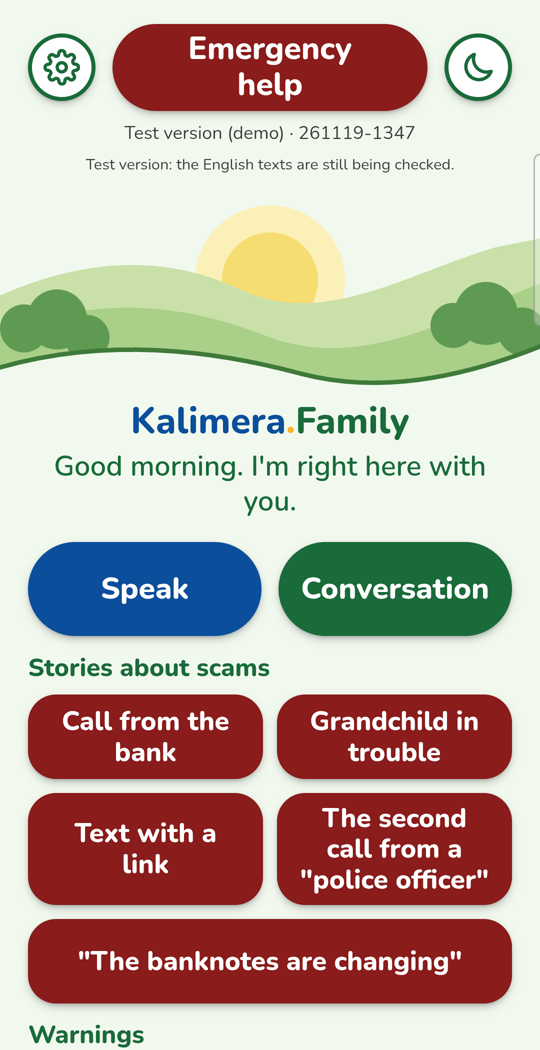 Emergency
help
Test version (demo) · 261119-1347
Test version: the English texts are still being checked.
Kalimera.Family
Good morning. I'm right here with
you.
Speak
Conversation
Stories about scams
Call from the
bank
Grandchild in
trouble
Text with a
link
The second
call from a
"police officer"
"The banknotes are changing"
Warnings